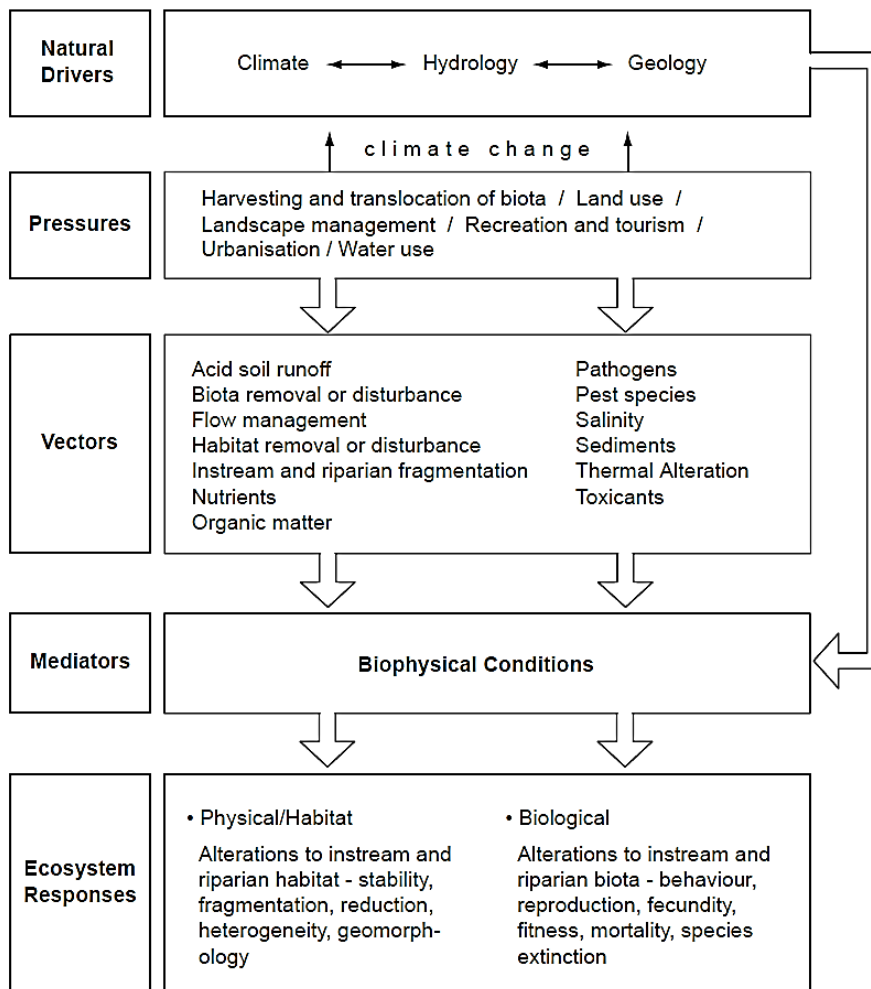 Natural
Drivers
Climate Hydrology Geology
climate change
Pressures
Harvesting and translocation of biota / Land use /
Landscape management / Recreation and tourism /
Urbanisation / Water use
Vectors
Acid soil runoff
Biota removal or disturbance
Flow management
Habitat removal or disturbance
Instream and riparian fragmentation
Nutrients
Organic matter
Pathogens
Pest species
Salinity
Sediments
Thermal Alteration
Toxicants
Mediators
Biophysical Conditions
Ecosystem
Responses
• Physical/Habitat
Alterations to instream and
riparian habitat - stability,
fragmentation, reduction,
heterogeneity, geomorph-
ology
• Biological
Alterations to instream and
riparian biota - behaviour,
reproduction, fecundity,
fitness, mortality, species
extinction